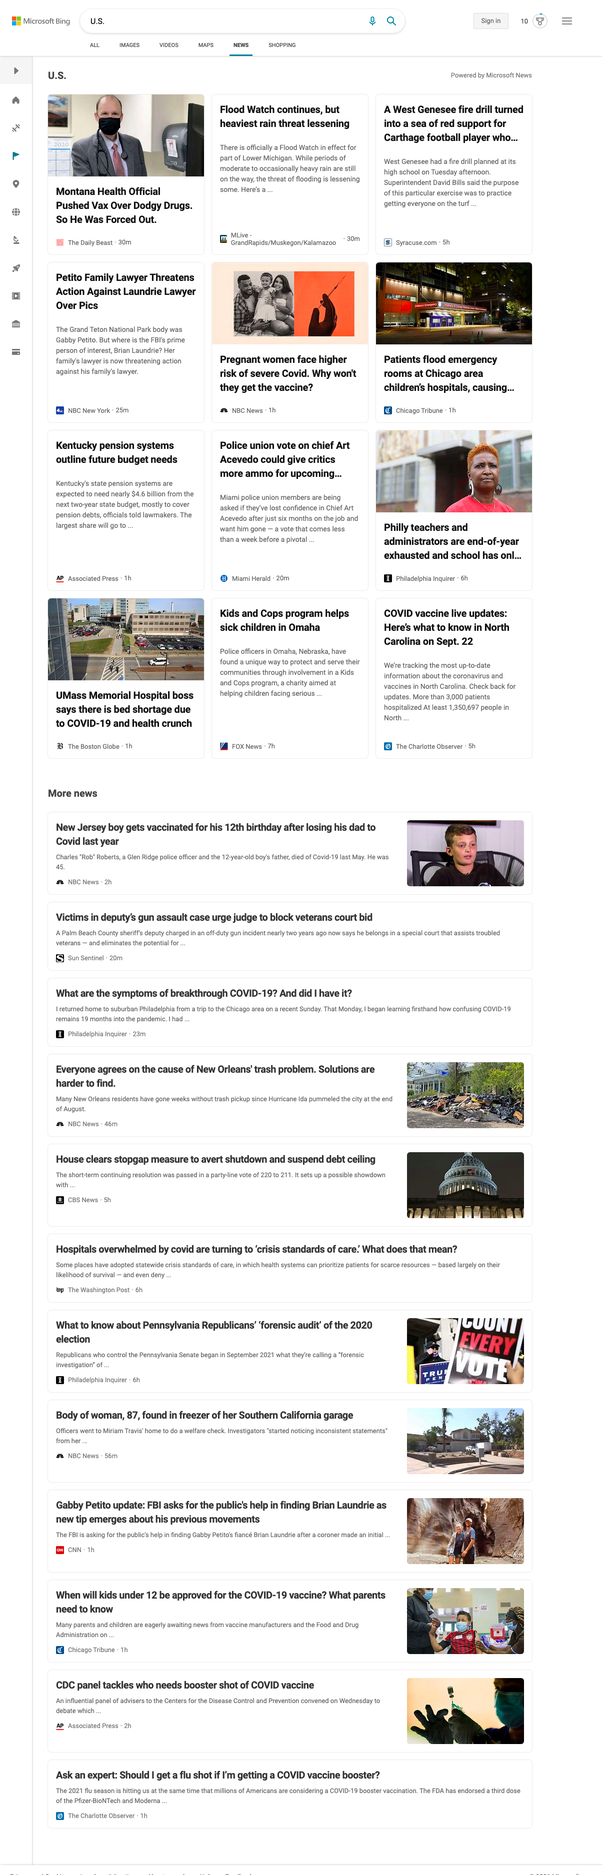 Microsoft Bing
U.S.
Sign in
10
ALL
IMAGES
VIDEOS
MAPS
NEWS
SHOPPING
U.S.
Powered by Microsoft News
Montana Health Official
Pushed Vax Over Dodgy Drugs.
So He Was Forced Out.
The Daily Beast · 30m
Flood Watch continues, but
heaviest rain threat lessening
There is officially a Flood Watch in effect for
part of Lower Michigan. While periods of
moderate to occasionally heavy rain are still
on the way, the threat of flooding is lessening
some. Here's a ...
MLive -
GrandRapids/Muskegon/Kalamazoo · 30m
A West Genesee fire drill turned
into a sea of red support for
Carthage football player who...
West Genesee had a fire drill planned at its
high school on Tuesday afternoon.
Superintendent David Bills said the purpose
of this particular exercise was to practice
getting everyone on the turf ...
Syracuse.com · 5h
Petito Family Lawyer Threatens
Action Against Laundrie Lawyer
Over Pics
The Grand Teton National Park body was
Gabby Petito. But where is the FBI's prime
person of interest, Brian Laundrie? Her
family's lawyer is now threatening action
against his family's lawyer.
NBC New York · 25m
Pregnant women face higher
risk of severe Covid. Why won't
they get the vaccine?
NBC News · 1h
Patients flood emergency
rooms at Chicago area
children's hospitals, causing...
Chicago Tribune · 1h
Kentucky pension systems
outline future budget needs
Kentucky's state pension systems are
expected to need nearly $4.6 billion from the
next two-year state budget, mostly to cover
pension debts, officials told lawmakers. The
largest share will go to ...
AP Associated Press · 1h
Police union vote on chief Art
Acevedo could give critics
more ammo for upcoming...
Miami police union members are being
asked if they've lost confidence in Chief Art
Acevedo after just six months on the job and
want him gone — a vote that comes less
than a week before a pivotal ...
Miami Herald · 20m
Philly teachers and
administrators are end-of-year
exhausted and school has onl...
Philadelphia Inquirer · 6h
UMass Memorial Hospital boss
says there is bed shortage due
to COVID-19 and health crunch
The Boston Globe · 1h
Kids and Cops program helps
sick children in Omaha
Police officers in Omaha, Nebraska, have
found a unique way to protect and serve their
communities through involvement in a Kids
and Cops program, a charity aimed at
helping children facing serious ...
FOX News · 7h
COVID vaccine live updates:
Here's what to know in North
Carolina on Sept. 22
We're tracking the most up-to-date
information about the coronavirus and
vaccines in North Carolina. Check back for
updates. More than 3,000 patients
hospitalized At least 1,350,697 people in
North ...
The Charlotte Observer · 5h
More news
New Jersey boy gets vaccinated for his 12th birthday after losing his dad to
Covid last year
Charles "Rob" Roberts, a Glen Ridge police officer and the 12-year-old boy's father, died of Covid-19 last May. He was
45.
NBC News · 2h
Victims in deputy's gun assault case urge judge to block veterans court bid
A Palm Beach County sheriff's deputy charged in an off-duty gun incident nearly two years ago now says he belongs in a special court that assists troubled
veterans — and eliminates the potential for ...
Sun Sentinel · 20m
What are the symptoms of breakthrough COVID-19? And did I have it?
I returned home to suburban Philadelphia from a trip to the Chicago area on a recent Sunday. That Monday, I began learning firsthand how confusing COVID-19
remains 19 months into the pandemic. I had ...
Philadelphia Inquirer · 23m
Everyone agrees on the cause of New Orleans' trash problem. Solutions are
harder to find.
Many New Orleans residents have gone weeks without trash pickup since Hurricane Ida pummeled the city at the end
of August.
NBC News · 46m
House clears stopgap measure to avert shutdown and suspend debt ceiling
The short-term continuing resolution was passed in a party-line vote of 220 to 211. It sets up a possible showdown
with ...
CBS News · 5h
Hospitals overwhelmed by covid are turning to 'crisis standards of care.' What does that mean?
Some places have adopted statewide crisis standards of care, in which health systems can prioritize patients for scarce resources — based largely on their
likelihood of survival — and even deny ...
wp The Washington Post · 6h
What to know about Pennsylvania Republicans' 'forensic audit' of the 2020
election
Republicans who control the Pennsylvania Senate began in September 2021 what they're calling a "forensic
investigation" of ...
Philadelphia Inquirer · 6h
COUNT
EVERY
VOTE
Body of woman, 87, found in freezer of her Southern California garage
Officers went to Miriam Travis' home to do a welfare check. Investigators "started noticing inconsistent statements"
from her ...
NBC News · 56m
Gabby Petito update: FBI asks for the public's help in finding Brian Laundrie as
new tip emerges about his previous movements
The FBI is asking for the public's help in finding Gabby Petito's fiancé Brian Laundrie after a coroner made an initial ...
CNN · 1h
When will kids under 12 be approved for the COVID-19 vaccine? What parents
need to know
Many parents and children are eagerly awaiting news from vaccine manufacturers and the Food and Drug
Administration on ...
Chicago Tribune · 1h
CDC panel tackles who needs booster shot of COVID vaccine
An influential panel of advisers to the Centers for the Disease Control and Prevention convened on Wednesday to
debate which ...
AP Associated Press · 2h
Ask an expert: Should I get a flu shot if I'm getting a COVID vaccine booster?
The 2021 flu season is hitting us at the same time that millions of Americans are considering a COVID-19 booster vaccination. The FDA has endorsed a third dose
of the Pfizer-BioNTech and Moderna ...
The Charlotte Observer · 1h